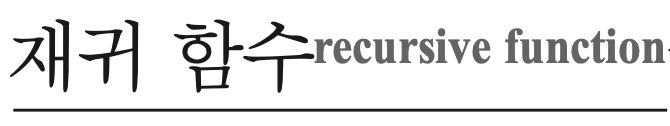 재귀 함수recursive function